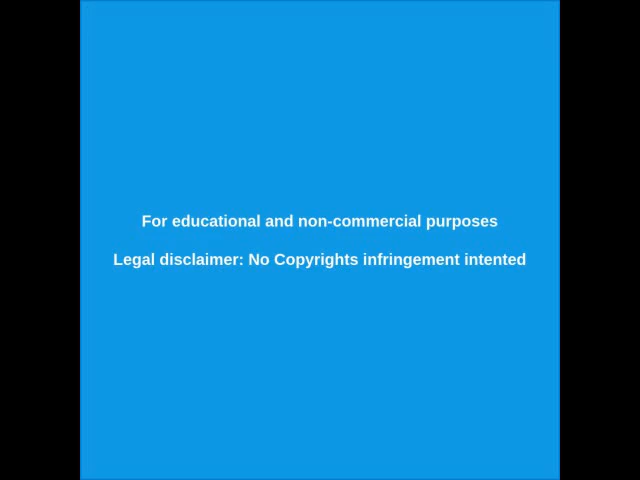 For educational and non-commercial purposes
Legal disclaimer: No Copyrights infringement intented